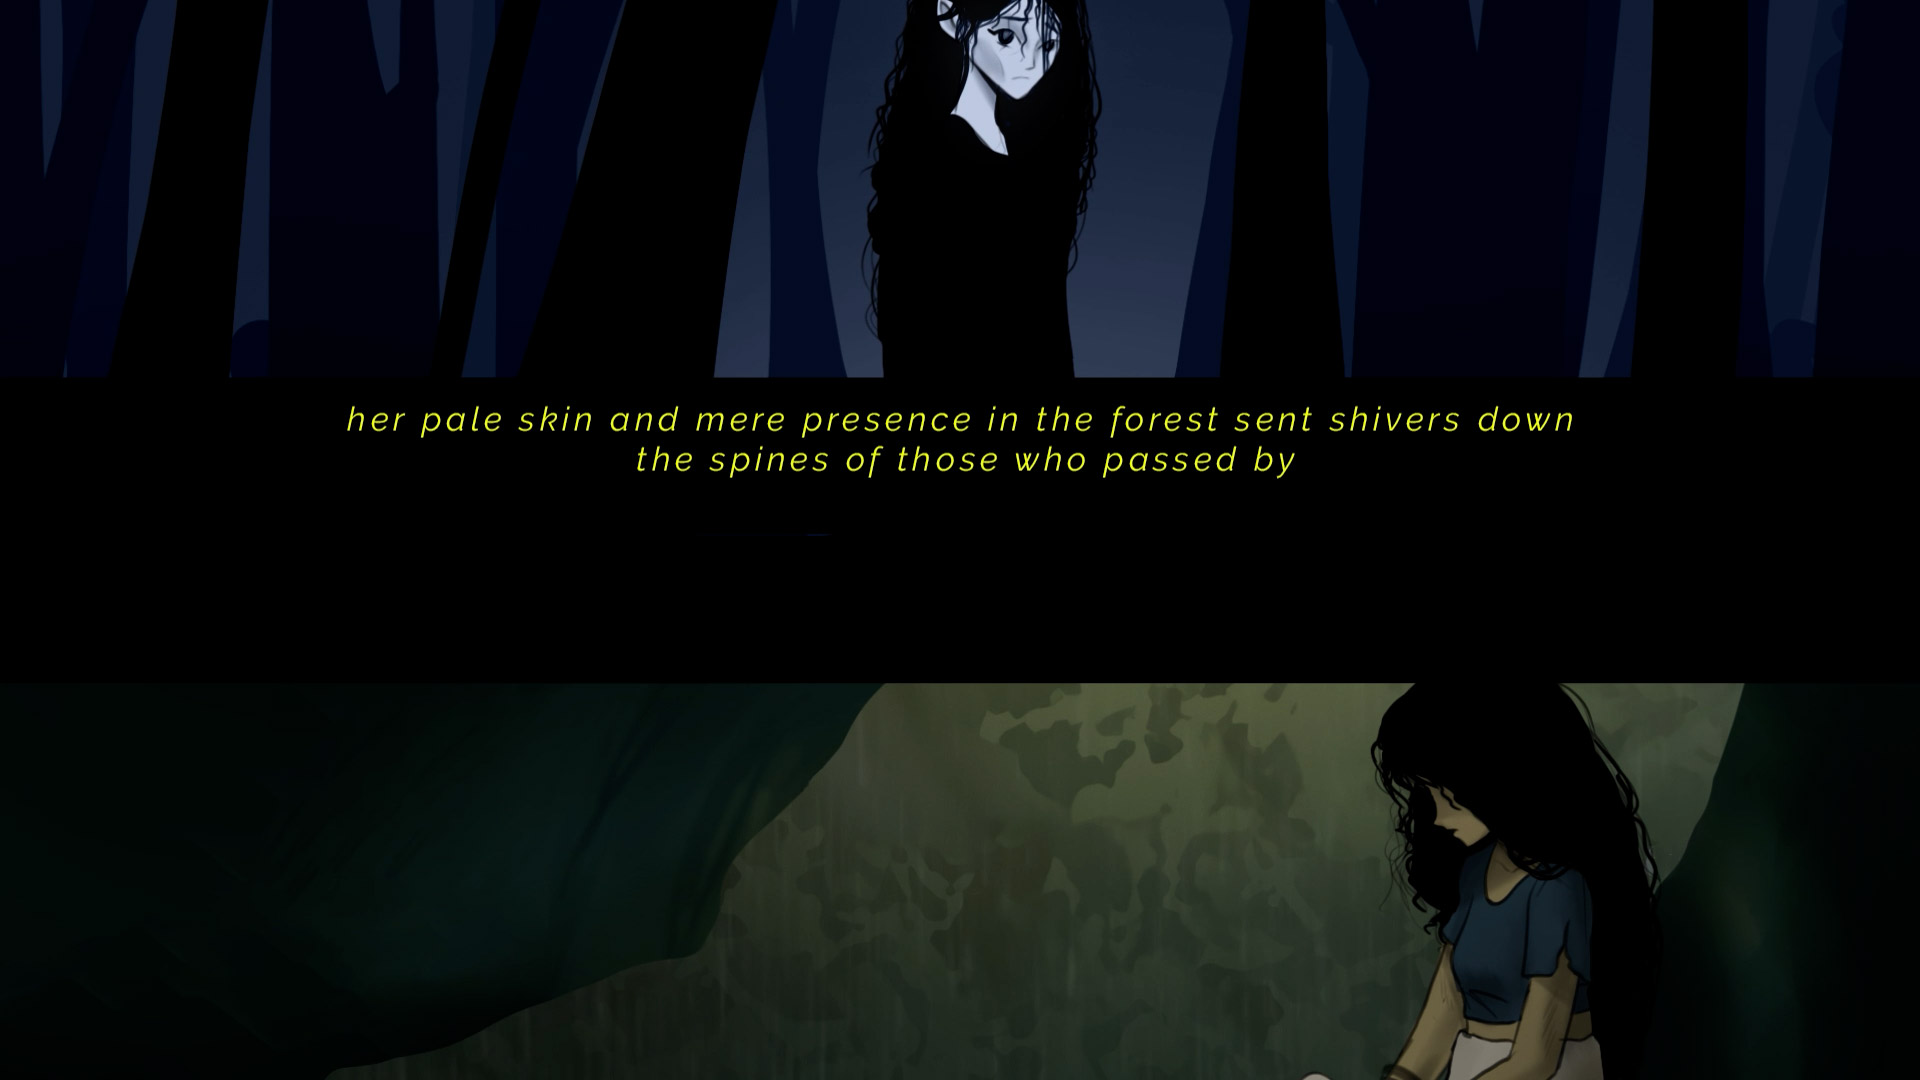 her pale skin and mere presence in the forest sent shivers down
the spines of those who passed by